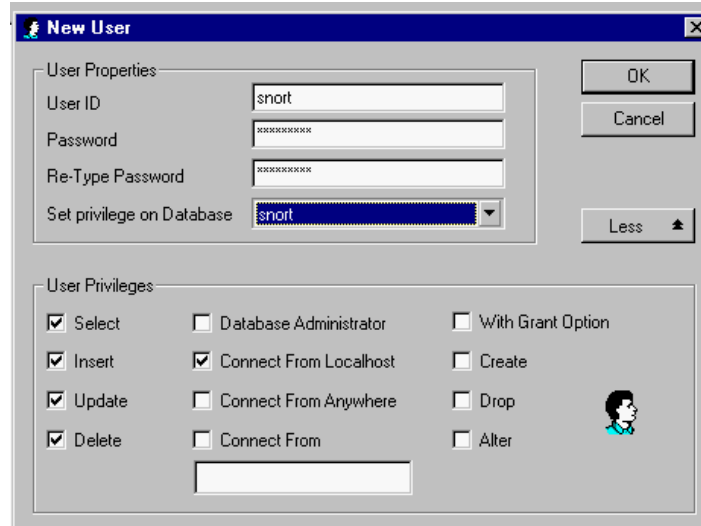 New User
User Properties
User ID snort
Password *********
Re-Type Password *********
Set privilege on Database snort
OK
Cancel
Less
User Privileges
Select Database Administrator With Grant Option
Insert Connect From Localhost Create
Update Connect From Anywhere Drop
Delete Connect From Alter